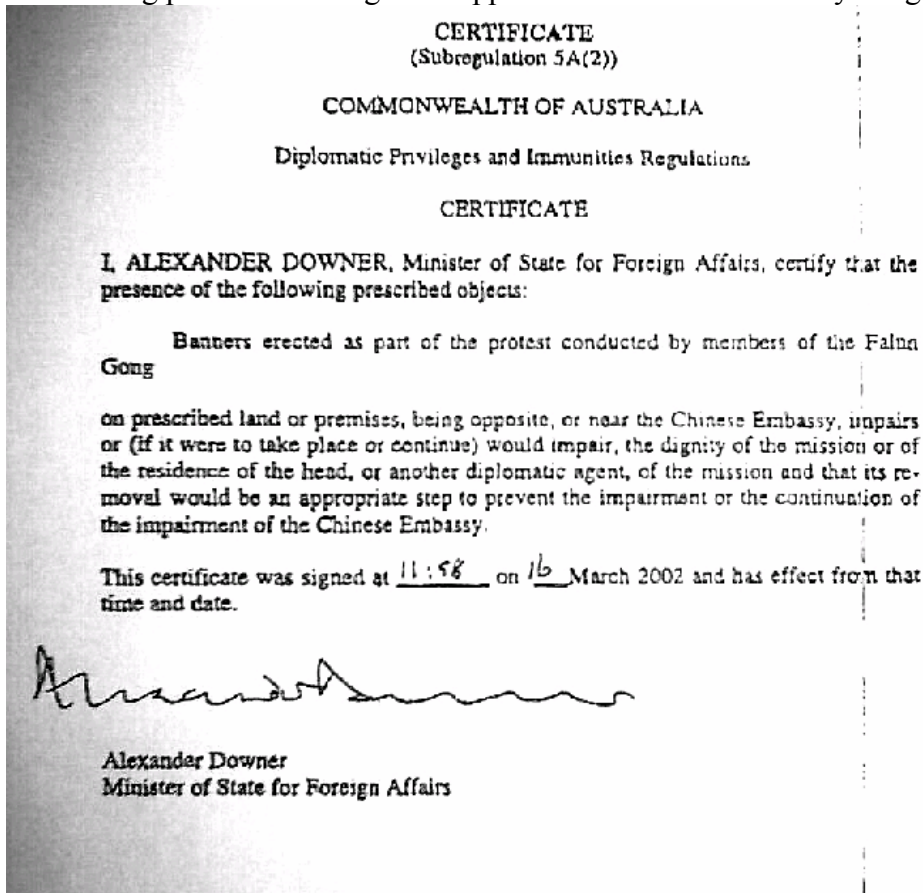 CERTIFICATE
(Subregulation 5A(2))
COMMONWEALTH OF AUSTRALIA
Diplomatic Privileges and Immunities Regulations
CERTIFICATE
I, ALEXANDER DOWNER, Minister of State for Foreign Affairs, certify that the
presence of the following prescribed objects:
Banners erected as part of the protest conducted by members of the Falun
Gong
on prescribed land or premises, being opposite, or near the Chinese Embassy, impairs
or (if it were to take place or continue) would impair, the dignity of the mission or of
the residence of the head, or another diplomatic agent, of the mission and that its re-
moval would be an appropriate step to prevent the impairment or the continuation of
the impairment of the Chinese Embassy.
This certificate was signed at 11:58 on 16 March 2002 and has effect from that
time and date.
Alexander Downer
Minister of State for Foreign Affairs